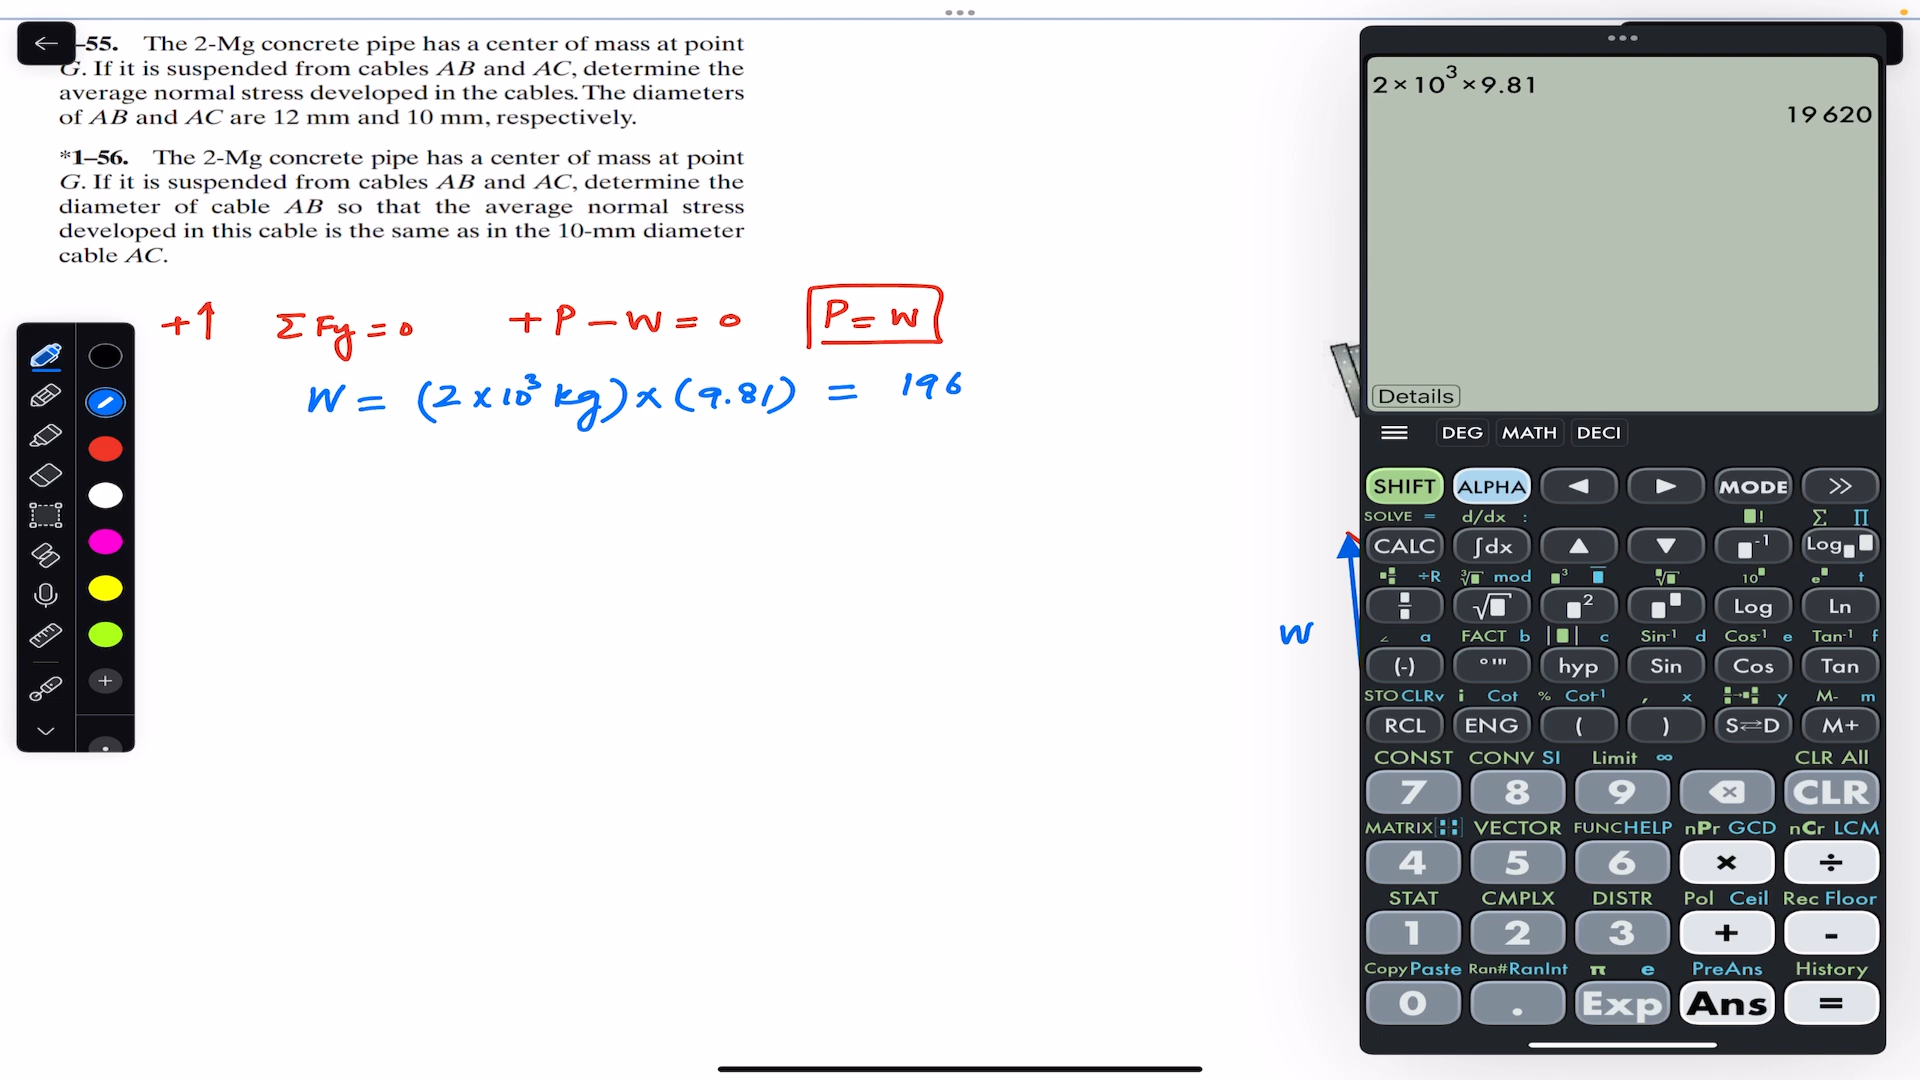 –55. The 2-Mg concrete pipe has a center of mass at point
G. If it is suspended from cables AB and AC, determine the
average normal stress developed in the cables. The diameters
of AB and AC are 12 mm and 10 mm, respectively.
*1–56. The 2-Mg concrete pipe has a center of mass at point
G. If it is suspended from cables AB and AC, determine the
diameter of cable AB so that the average normal stress
developed in this cable is the same as in the 10-mm diameter
cable AC.
+↑ ΣFy = 0 +P – W = 0 P = W
W = (2 x 10³ kg) x (9.81) = 196
W
2×10³×9.81
19620
Details
DEG MATH DECI
SHIFT ALPHA ◀ ▶ MODE >>
SOLVE = d/dx : ■! Σ Π
CALC ∫dx ▲ ▼ ■⁻¹ Log■■
■■ ÷R ³√■ mod ■³ ■ √■ 10■ e■ t
■/■ √■ ■² ■■ Log Ln
∠ a FACT b |■| c Sin⁻¹ d Cos⁻¹ e Tan⁻¹ f
(-) °'" hyp Sin Cos Tan
STO CLRv i Cot % Cot⁻¹ , x y M- m
RCL ENG ( ) S⇄D M+
CONST CONV SI Limit ∞ CLR All
7 8 9 ⌫ CLR
MATRIX VECTOR FUNC HELP nPr GCD nCr LCM
4 5 6 × ÷
STAT CMPLX DISTR Pol Ceil Rec Floor
1 2 3 + -
Copy Paste Ran# RanInt π e PreAns History
0 . Exp Ans =